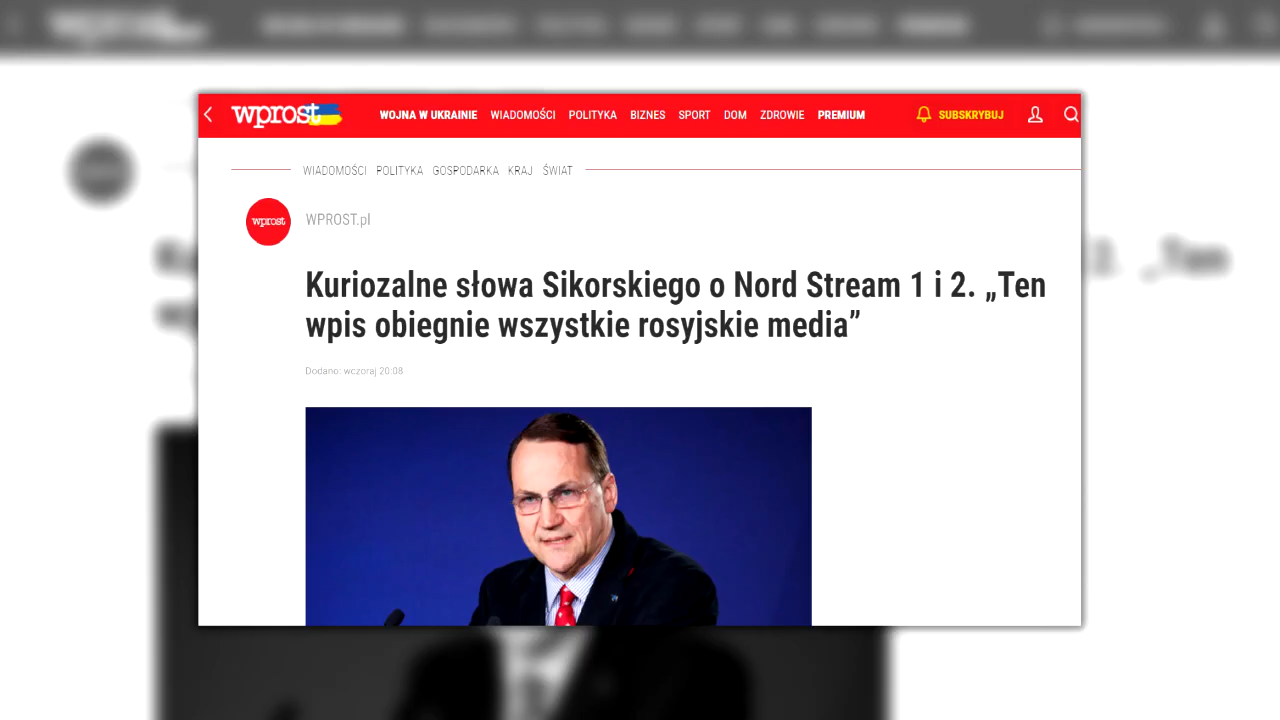 wprost
WOJNA W UKRAINIE WIADOMOŚCI POLITYKA BIZNES SPORT DOM ZDROWIE PREMIUM SUBSKRYBUJ
WIADOMOŚCI POLITYKA GOSPODARKA KRAJ ŚWIAT
wprost
WPROST.pl
Kuriozalne słowa Sikorskiego o Nord Stream 1 i 2. „Ten
wpis obiegnie wszystkie rosyjskie media”
Dodano: wczoraj 20:08